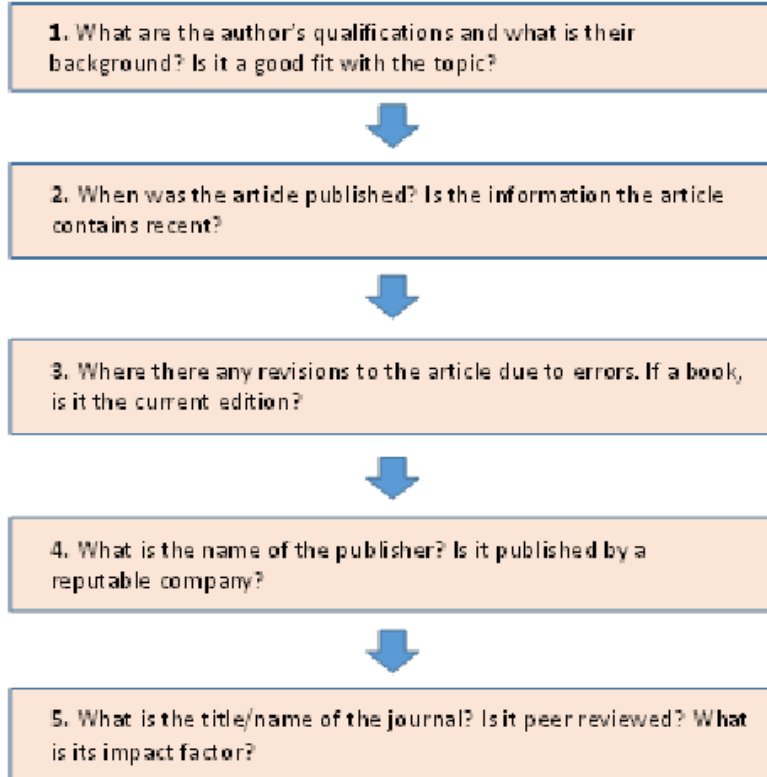 1. What are the author's qualifications and what is their
background? Is it a good fit with the topic?
2. When was the article published? Is the information the article
contains recent?
3. Where there any revisions to the article due to errors. If a book,
is it the current edition?
4. What is the name of the publisher? Is it published by a
reputable company?
5. What is the title/name of the journal? Is it peer reviewed? What
is its impact factor?